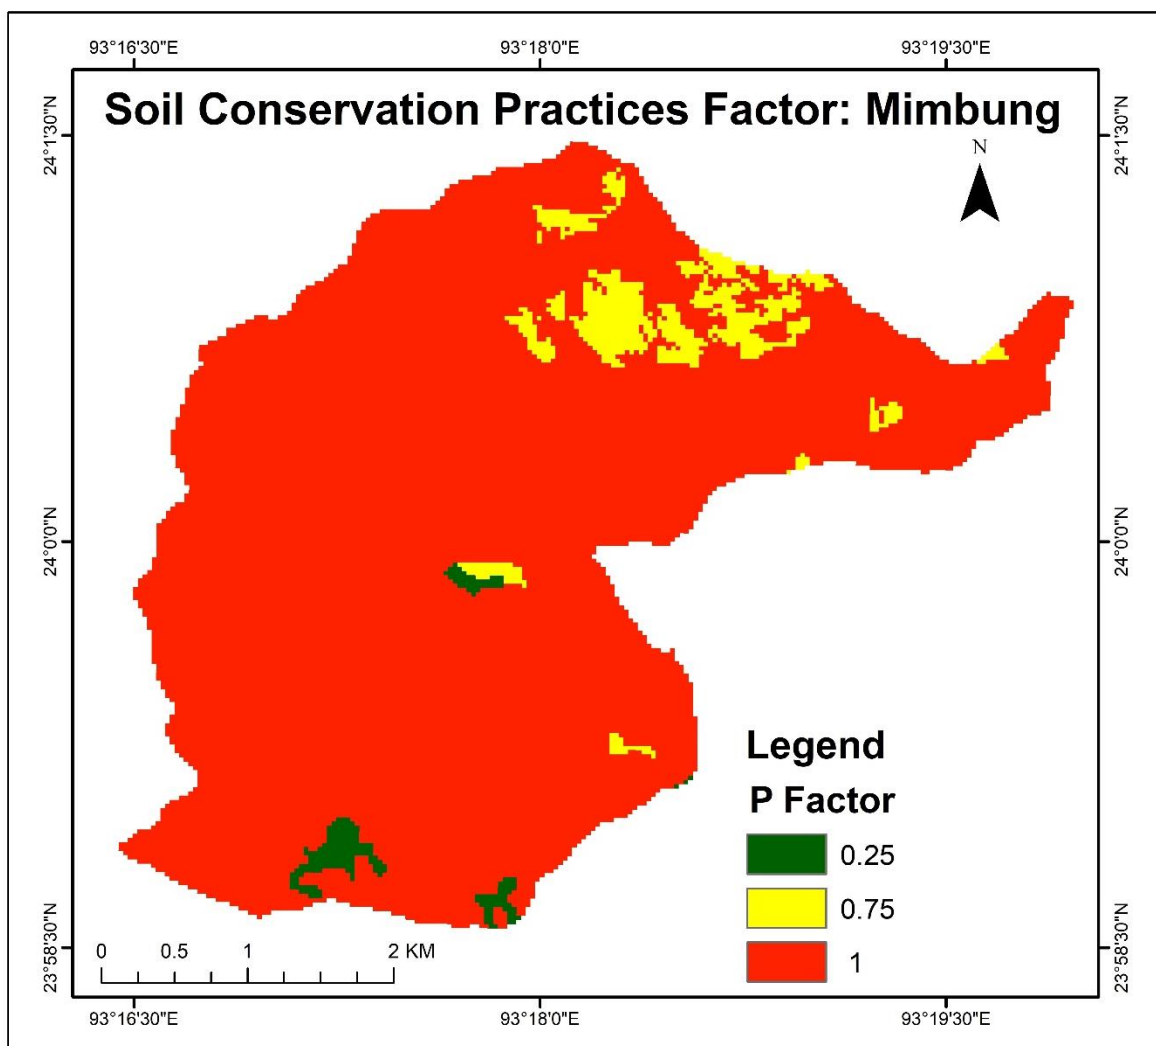 93°16'30"E 93°18'0"E 93°19'30"E
Soil Conservation Practices Factor: Mimbung
24°1'30"N 24°1'30"N
N
24°0'0"N 24°0'0"N
Legend
P Factor
0.25
0.75
1
0 0.5 1 2 KM
23°58'30"N 23°58'30"N
93°16'30"E 93°18'0"E 93°19'30"E